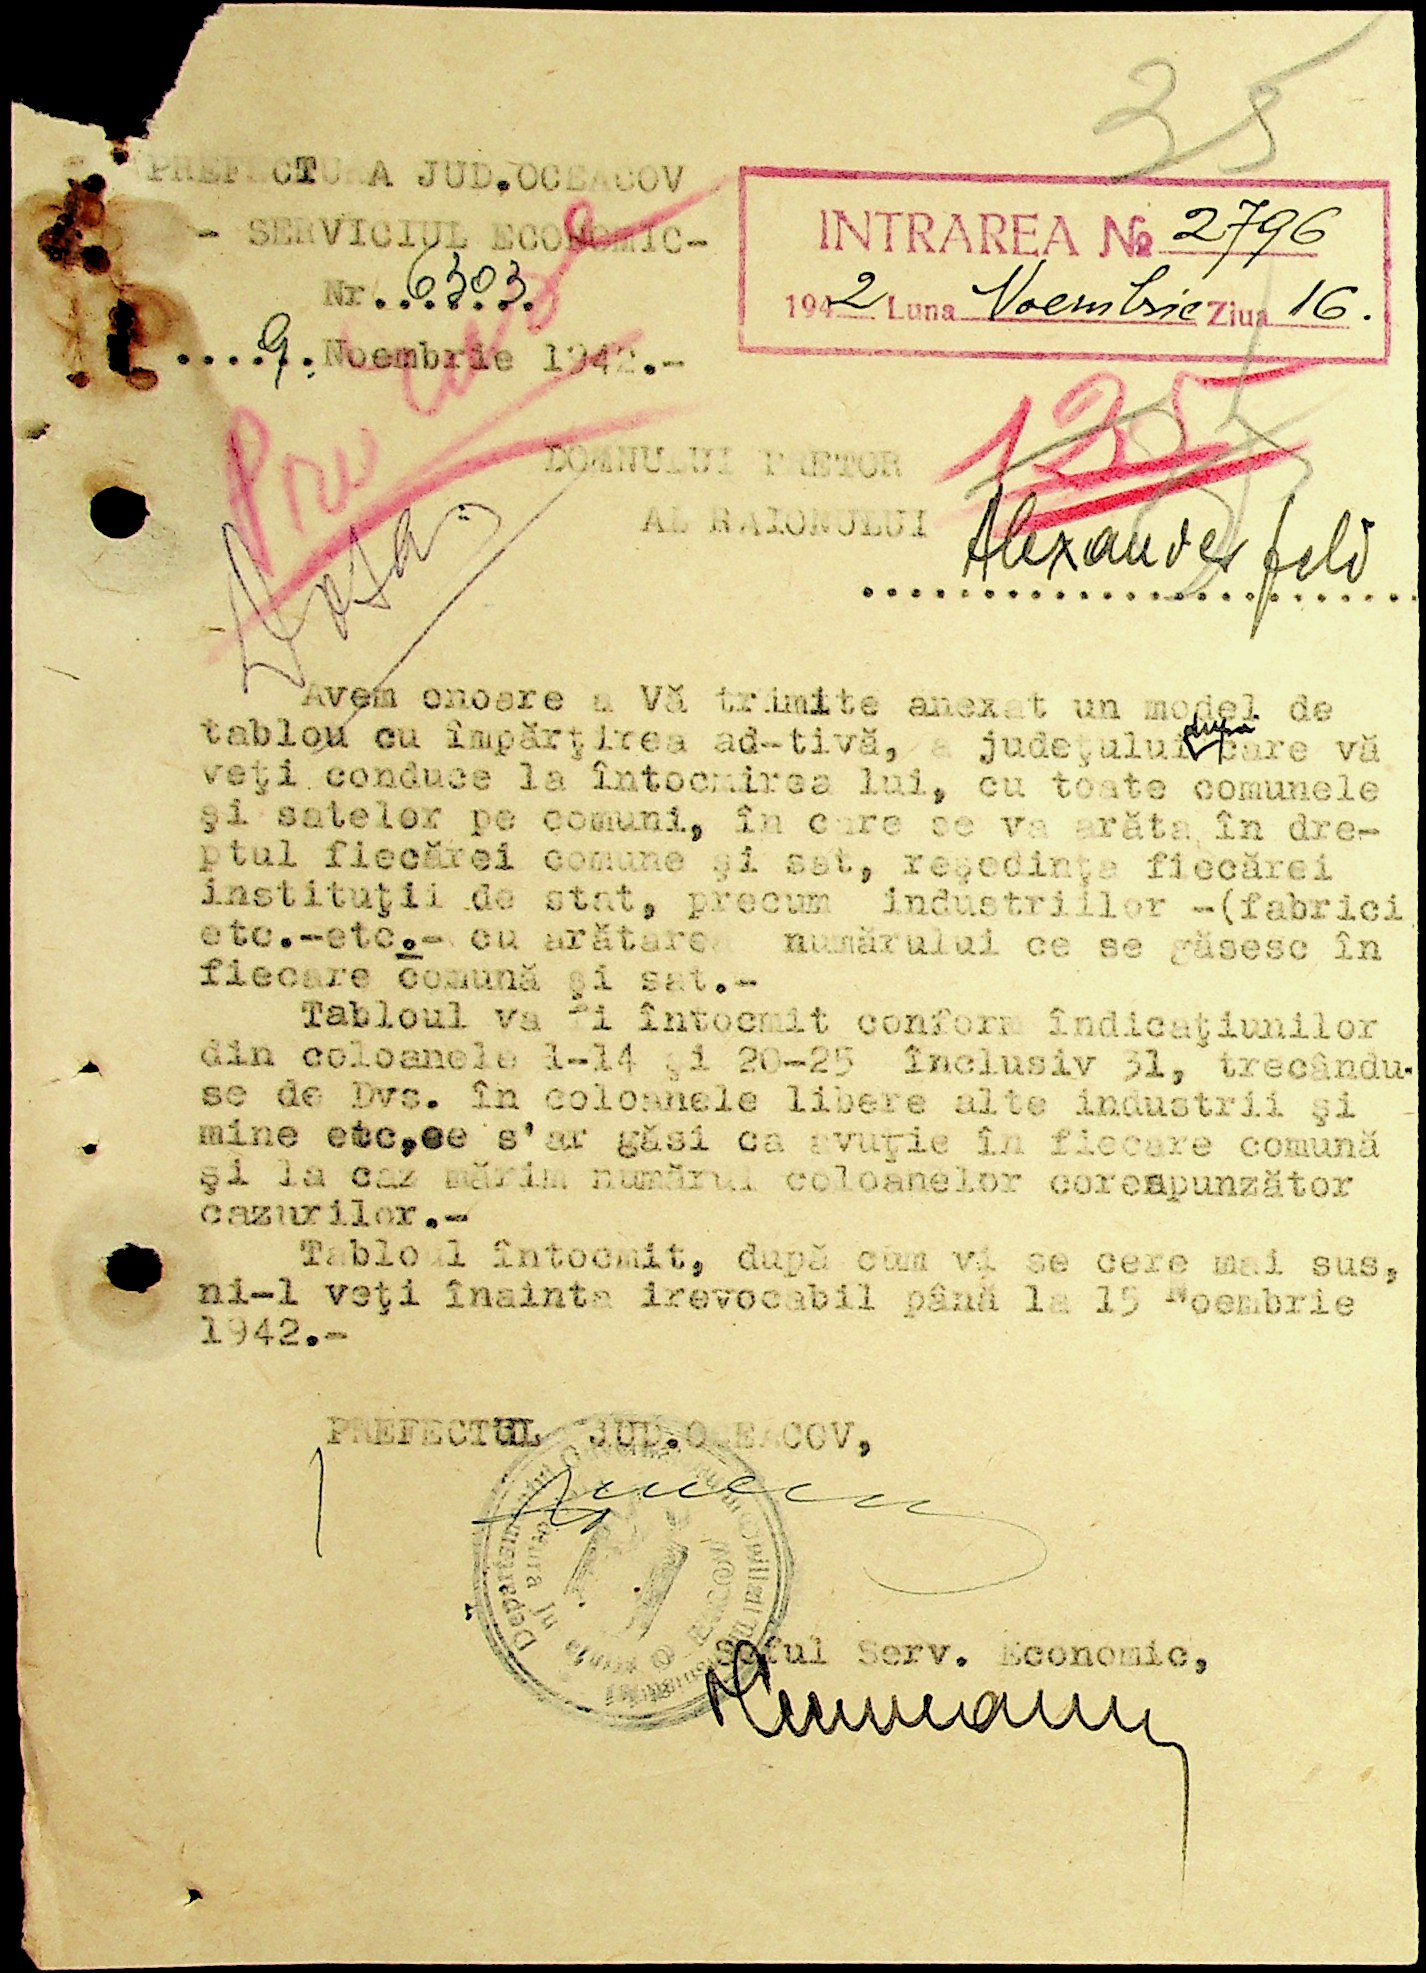 35
PREFECTURA JUD.OCEACOV
- SERVICIUL ECONOMIC-
Nr. 6303.
INTRAREA № 2796
1942 Luna Noembrie Ziua 16.
9. Noembrie 1942.-
125
DOMNULUI PRETOR
AL RAIONULUI
Alexanderfeld
Avem onoare a Vă trimite anexat un model de
tablou cu împărţirea ad-tivă, a judeţului după care vă
veţi conduce la întocmirea lui, cu toate comunele
şi satelor pe comuni, în care se va arăta în dre-
ptul fiecărei comune şi sat, reşedinţa fiecărei
instituţii de stat, precum industriilor -(fabrici
etc.-etc.- cu arătarea numărului ce se găsesc în
fiecare comună şi sat.-
Tabloul va fi întocmit conform îndicaţiunilor
din coloanele 1-14 şi 20-25 înclusiv 31, trecându-
se de Dvs. în coloanele libere alte industrii şi
mine etc,ce s'ar găsi ca avuţie în fiecare comună
şi la caz mărim numărul coloanelor corespunzător
cazurilor.-
Tabloul întocmit, după cum vi se cere mai sus,
ni-l veţi înainta irevocabil până la 15 Noembrie
1942.-
PREFECTUL JUD.OCEACOV,
Şeful Serv. Economic,